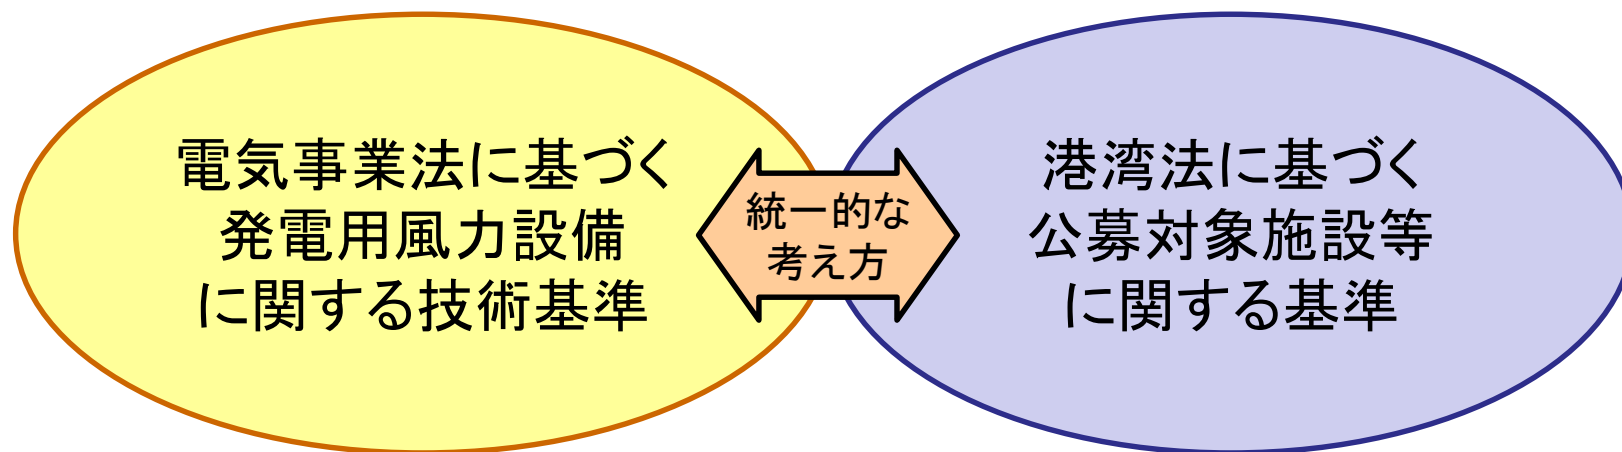 電気事業法に基づく
発電用風力設備
に関する技術基準
統一的な
考え方
港湾法に基づく
公募対象施設等
に関する基準